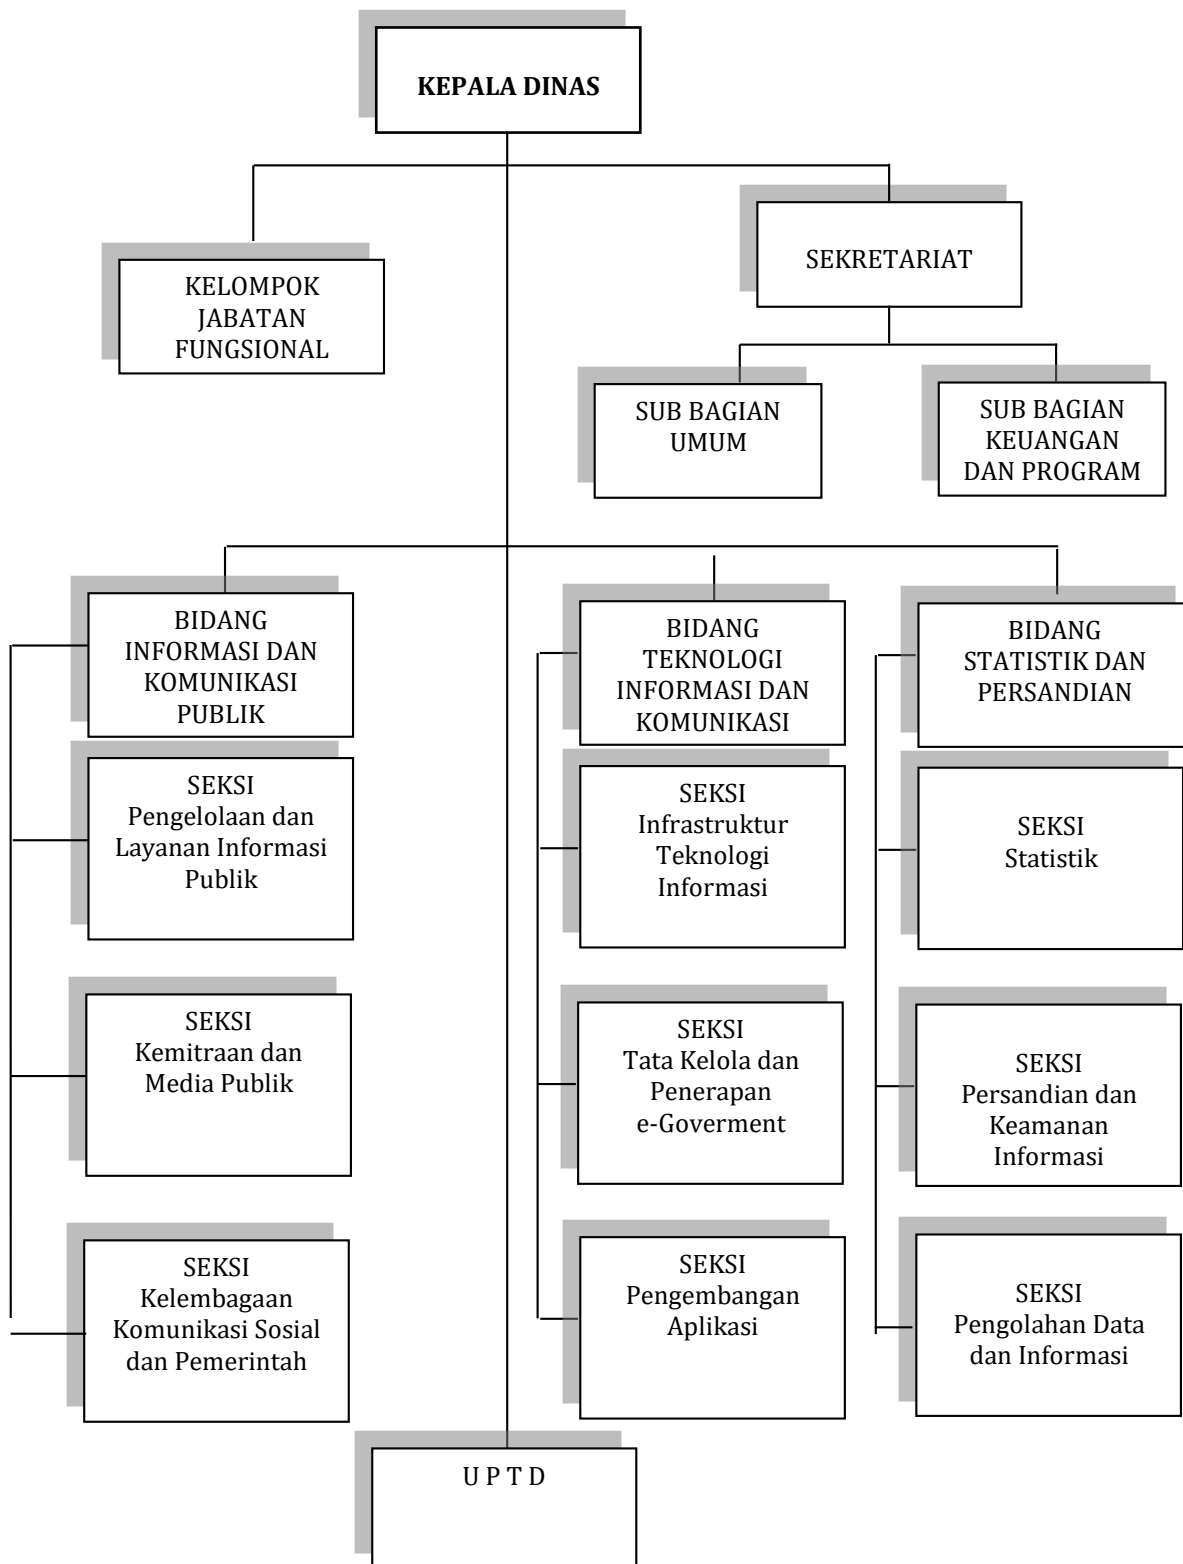 KEPALA DINAS
KELOMPOK
JABATAN
FUNGSIONAL
SEKRETARIAT
SUB BAGIAN
UMUM
SUB BAGIAN
KEUANGAN
DAN PROGRAM
BIDANG
INFORMASI DAN
KOMUNIKASI
PUBLIK
SEKSI
Pengelolaan dan
Layanan Informasi
Publik
SEKSI
Kemitraan dan
Media Publik
SEKSI
Kelembagaan
Komunikasi Sosial
dan Pemerintah
BIDANG
TEKNOLOGI
INFORMASI DAN
KOMUNIKASI
SEKSI
Infrastruktur
Teknologi
Informasi
SEKSI
Tata Kelola dan
Penerapan
e-Goverment
SEKSI
Pengembangan
Aplikasi
BIDANG
STATISTIK DAN
PERSANDIAN
SEKSI
Statistik
SEKSI
Persandian dan
Keamanan
Informasi
SEKSI
Pengolahan Data
dan Informasi
U P T D